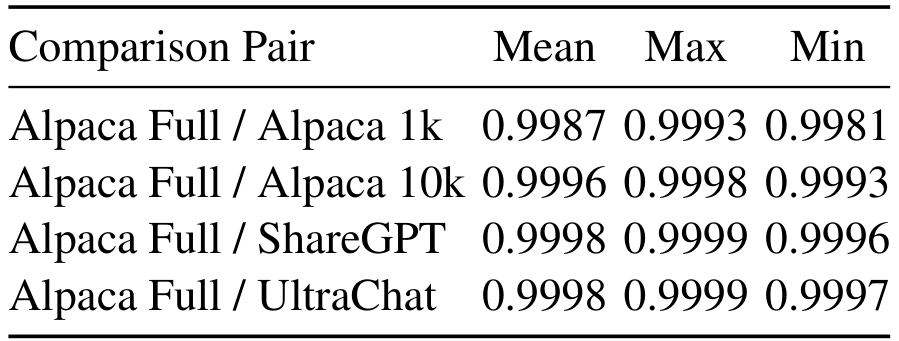 Comparison Pair Mean Max Min
Alpaca Full / Alpaca 1k 0.9987 0.9993 0.9981
Alpaca Full / Alpaca 10k 0.9996 0.9998 0.9993
Alpaca Full / ShareGPT 0.9998 0.9999 0.9996
Alpaca Full / UltraChat 0.9998 0.9999 0.9997